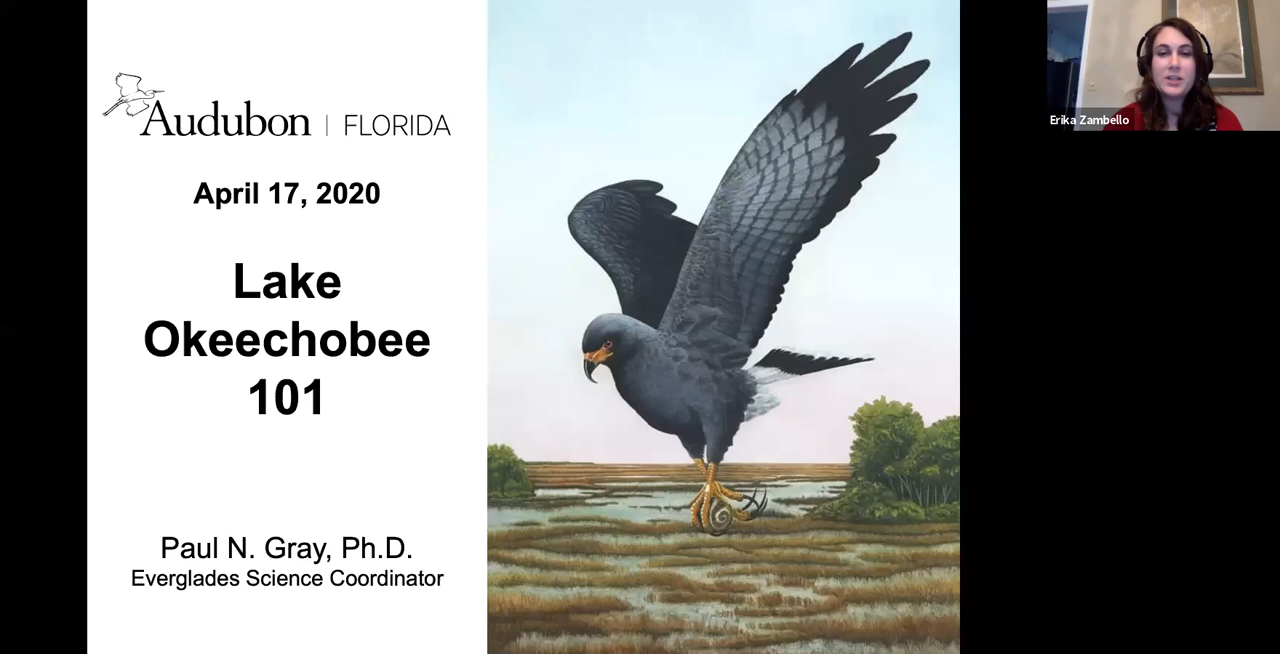 Audubon | FLORIDA
April 17, 2020
Lake
Okeechobee
101
Paul N. Gray, Ph.D.
Everglades Science Coordinator
Erika Zambello